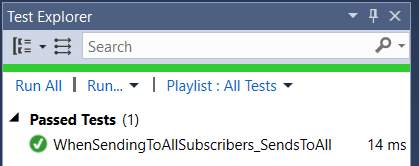 Test Explorer
Search
Run All | Run... | Playlist : All Tests
Passed Tests (1)
WhenSendingToAllSubscribers_SendsToAll 14 ms